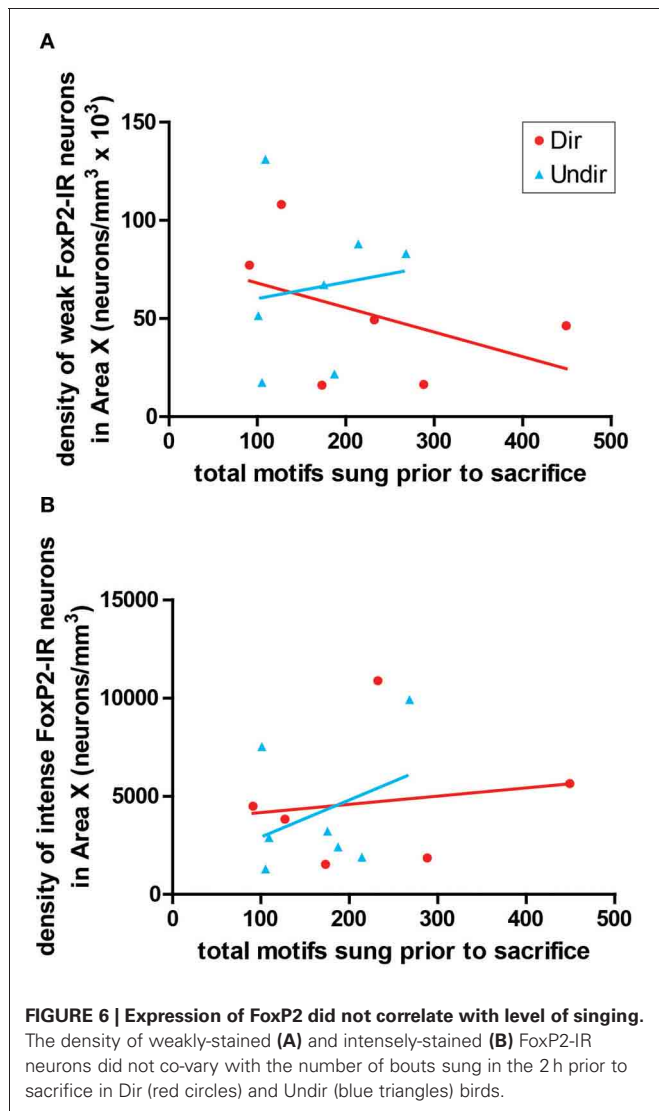 A
density of weak FoxP2-IR neurons
in Area X (neurons/mm³ x 10³)
150
100
50
0
Dir
Undir
0 100 200 300 400 500
total motifs sung prior to sacrifice
B
density of intense FoxP2-IR neurons
in Area X (neurons/mm³)
15000
10000
5000
0
0 100 200 300 400 500
total motifs sung prior to sacrifice
FIGURE 6 | Expression of FoxP2 did not correlate with level of singing.
The density of weakly-stained (A) and intensely-stained (B) FoxP2-IR
neurons did not co-vary with the number of bouts sung in the 2 h prior to
sacrifice in Dir (red circles) and Undir (blue triangles) birds.